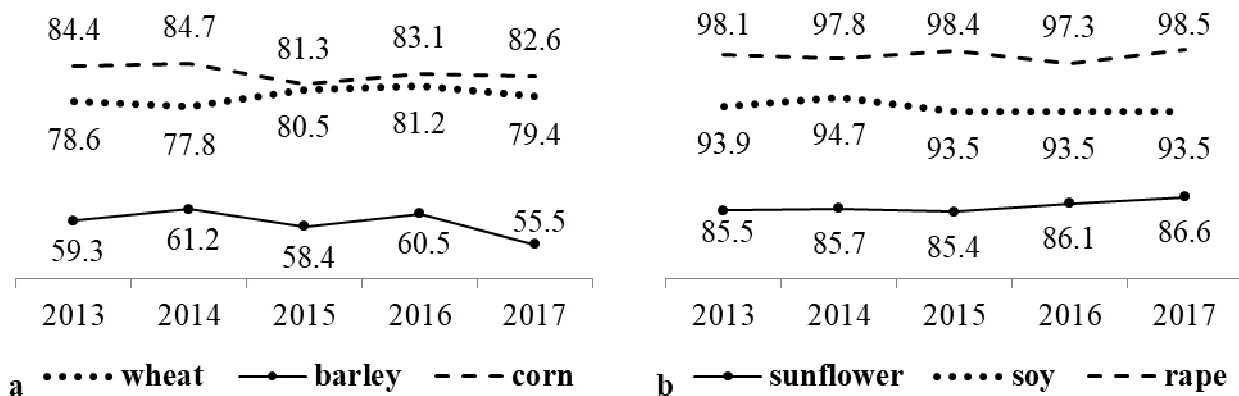 84.4 84.7 81.3 83.1 82.6
78.6 77.8 80.5 81.2 79.4
59.3 61.2 58.4 60.5 55.5
2013 2014 2015 2016 2017
a wheat barley corn
98.1 97.8 98.4 97.3 98.5
93.9 94.7 93.5 93.5 93.5
85.5 85.7 85.4 86.1 86.6
2013 2014 2015 2016 2017
b sunflower soy rape